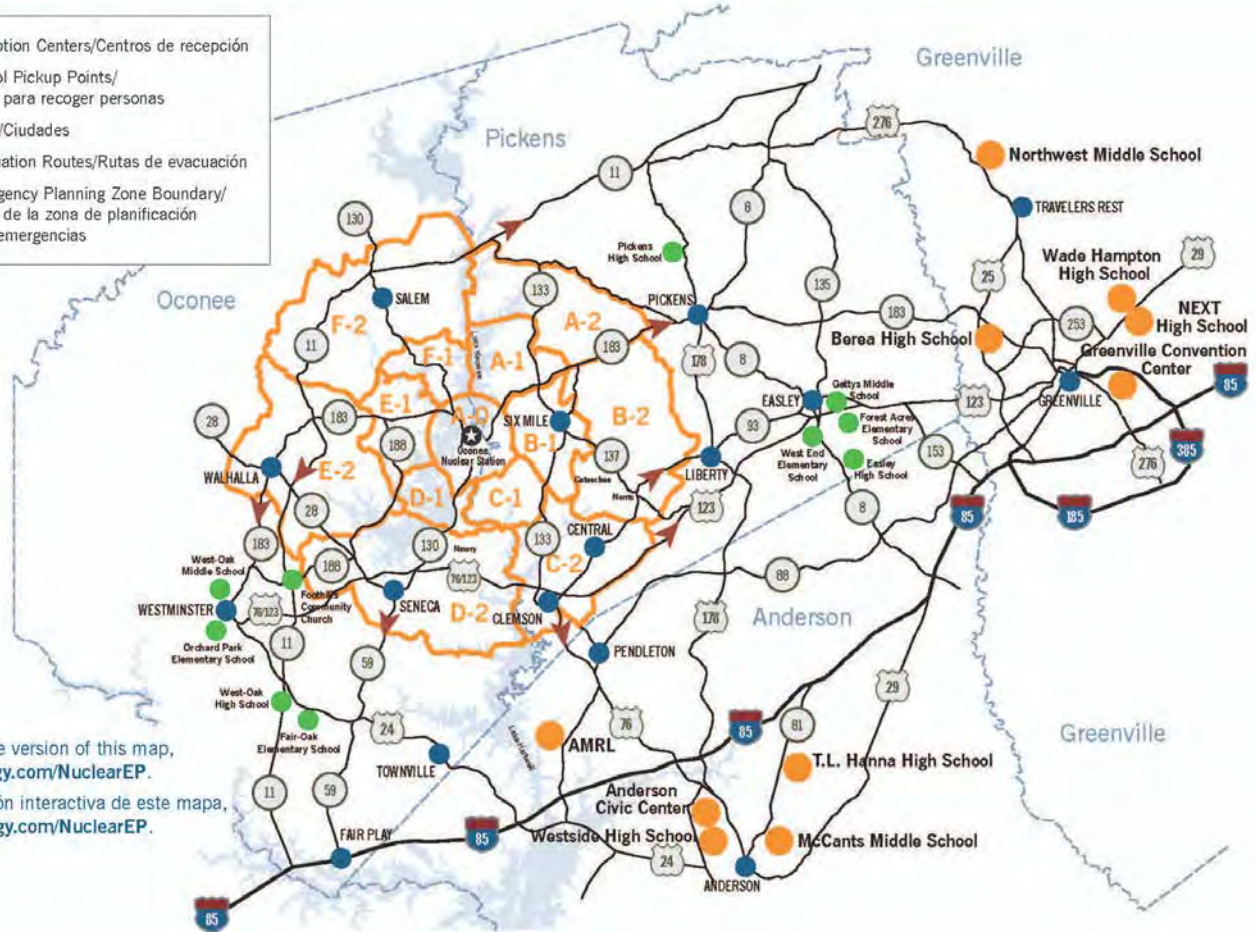 ption Centers/Centros de recepción
ol Pickup Points/
para recoger personas
/Ciudades
ation Routes/Rutas de evacuación
gency Planning Zone Boundary/
de la zona de planificación
emergencias
Greenville
Pickens
276
Northwest Middle School
11
130
8
TRAVELERS REST
Pickens
High School
Wade Hampton
High School
29
Oconee
SALEM
133
PICKENS
135
25
NEXT
High School
F-2
A-2
183
253
Berea High School
11
F-1
A-1
183
178
8
Greenville Convention
Center
Gettys Middle
School
85
E-1
EASLEY
123
GREENVILLE
28
183
A-0
SIX MILE
B-2
Forest Acres
Elementary
School
93
188
Oconee
Nuclear Station
B-1
137
West End
Elementary
School
153
385
WALHALLA
E-2
LIBERTY
Easley
High School
276
D-1
C-1
Cateechee
Norris
28
123
8
85
185
CENTRAL
183
130
Newry
133
West-Oak
Middle School
188
C-2
88
76/123
Foothills
Community
Church
WESTMINSTER
76/123
SENECA
CLEMSON
D-2
178
Anderson
Orchard Park
Elementary School
11
PENDLETON
59
29
West-Oak
High School
Fair-Oak
Elementary School
24
76
85
81
Greenville
Lake Hartwell
AMRL
e version of this map,
gy.com/NuclearEP.
TOWNVILLE
T.L. Hanna High School
ón interactiva de este mapa,
gy.com/NuclearEP.
11
59
Anderson
Civic Center
FAIR PLAY
85
Westside High School
McCants Middle School
24
ANDERSON
85